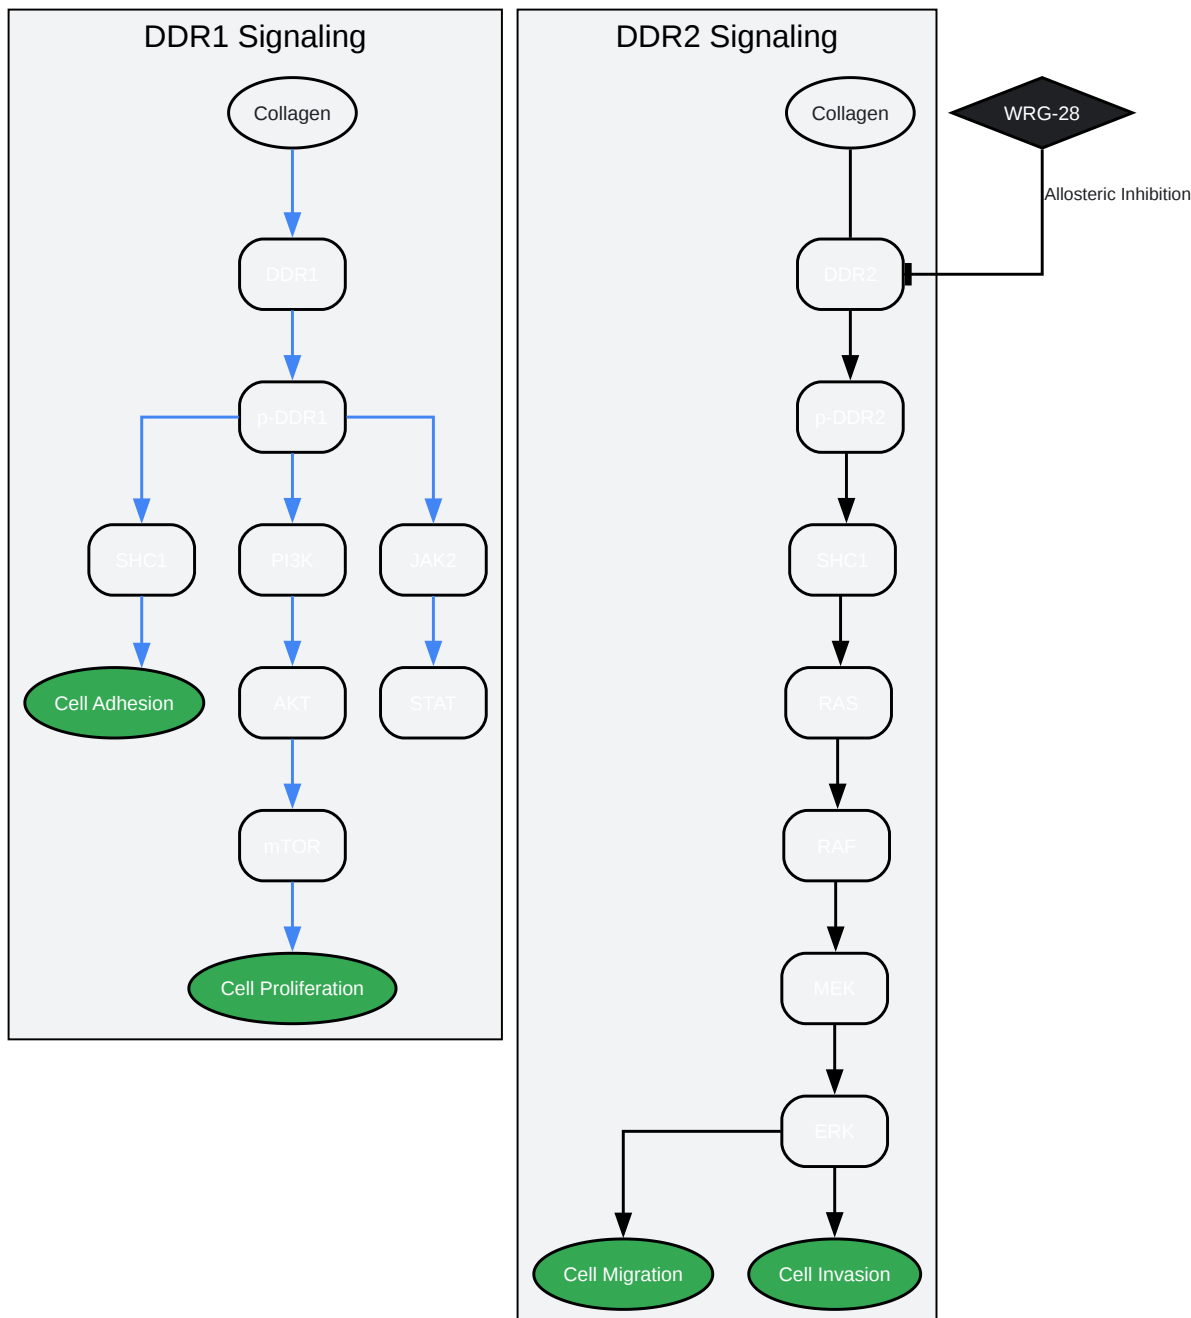 DDR1 Signaling
Collagen
DDR1
p-DDR1
SHC1
PI3K
JAK2
Cell Adhesion
AKT
STAT
mTOR
Cell Proliferation
DDR2 Signaling
Collagen
DDR2
p-DDR2
SHC1
RAS
RAF
MEK
ERK
Cell Migration
Cell Invasion
WRG-28
Allosteric Inhibition